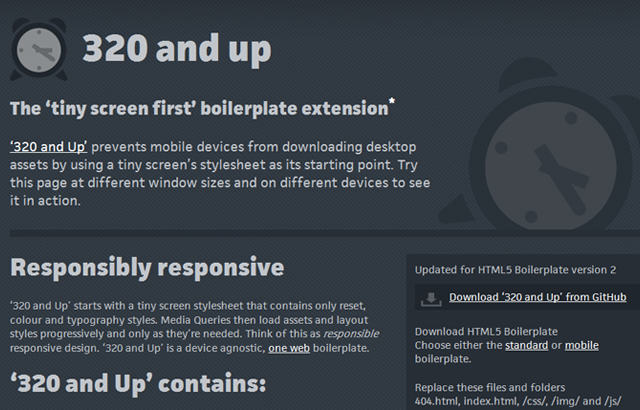 320 and up
The ‘tiny screen first’ boilerplate extension*
‘320 and Up’ prevents mobile devices from downloading desktop
assets by using a tiny screen’s stylesheet as its starting point. Try
this page at different window sizes and on different devices to see
it in action.
Responsibly responsive
‘320 and Up’ starts with a tiny screen stylesheet that contains only reset,
colour and typography styles. Media Queries then load assets and layout
styles progressively and only as they’re needed. Think of this as responsible
responsive design. ‘320 and Up’ is a device agnostic, one web boilerplate.
‘320 and Up’ contains:
Updated for HTML5 Boilerplate version 2
Download ‘320 and Up’ from GitHub
Download HTML5 Boilerplate
Choose either the standard or mobile
boilerplate.
Replace these files and folders
404.html, index.html, /css/, /img/ and /js/